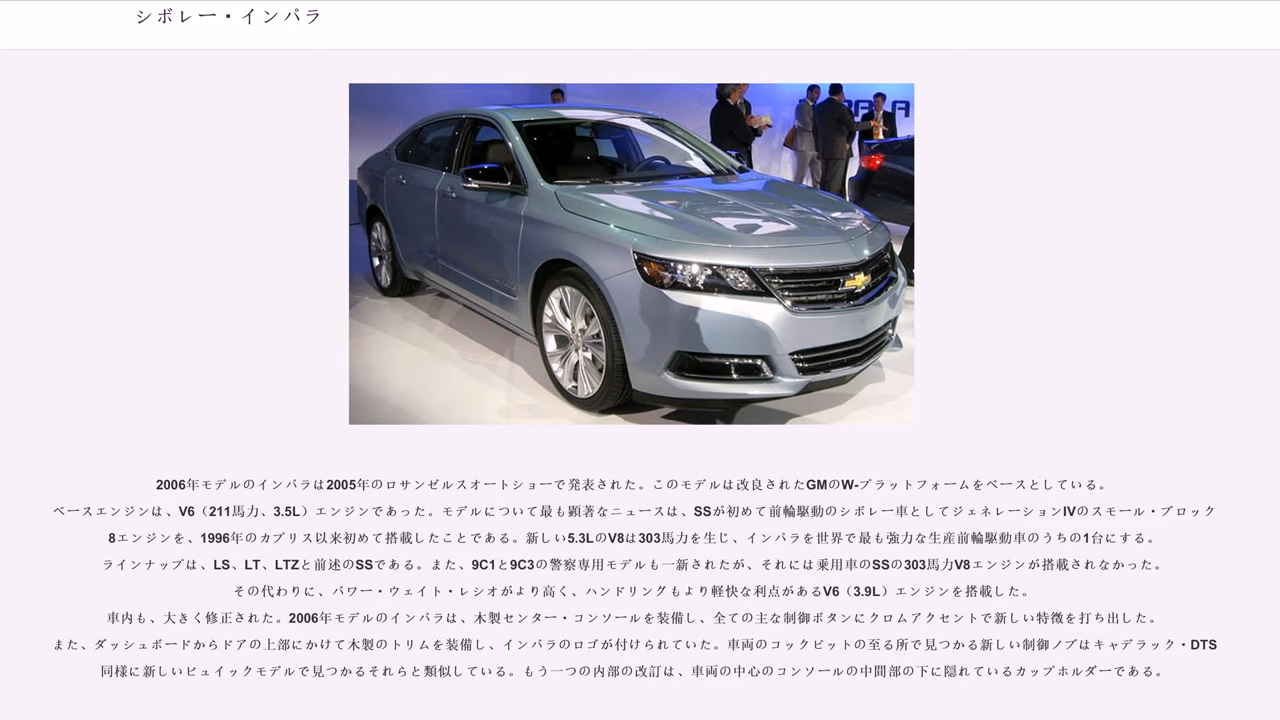 シボレー・インパラ
2006年モデルのインパラは2005年のロサンゼルスオートショーで発表された。このモデルは改良されたGMのW-プラットフォームをベースとしている。
ベースエンジンは、V6（211馬力、3.5L）エンジンであった。モデルについて最も顕著なニュースは、SSが初めて前輪駆動のシボレー車としてジェネレーションIVのスモール・ブロック
8エンジンを、1996年のカプリス以来初めて搭載したことである。新しい5.3LのV8は303馬力を生じ、インパラを世界で最も強力な生産前輪駆動車のうちの1台にする。
ラインナップは、LS、LT、LTZと前述のSSである。また、9C1と9C3の警察専用モデルも一新されたが、それには乗用車のSSの303馬力V8エンジンが搭載されなかった。
その代わりに、パワー・ウェイト・レシオがより高く、ハンドリングもより軽快な利点があるV6（3.9L）エンジンを搭載した。
車内も、大きく修正された。2006年モデルのインパラは、木製センター・コンソールを装備し、全ての主な制御ボタンにクロムアクセントで新しい特徴を打ち出した。
また、ダッシュボードからドアの上部にかけて木製のトリムを装備し、インパラのロゴが付けられていた。車両のコックピットの至る所で見つかる新しい制御ノブはキャデラック・DTS
同様に新しいビュイックモデルで見つかるそれらと類似している。もう一つの内部の改訂は、車両の中心のコンソールの中間部の下に隠れているカップホルダーである。